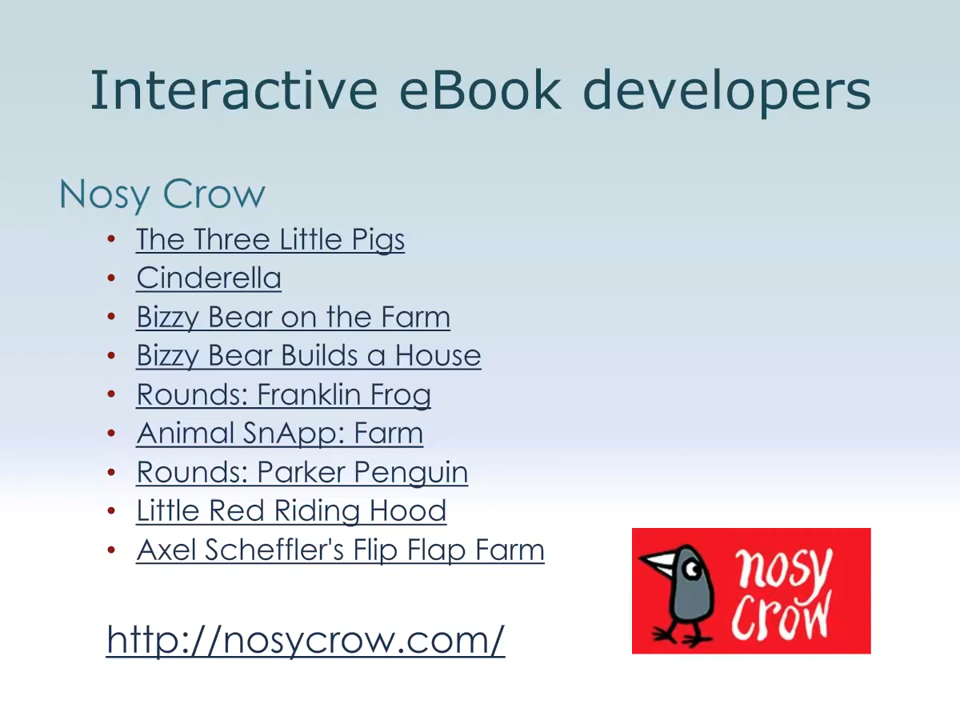 Interactive eBook developers
Nosy Crow
• The Three Little Pigs
• Cinderella
• Bizzy Bear on the Farm
• Bizzy Bear Builds a House
• Rounds: Franklin Frog
• Animal SnApp: Farm
• Rounds: Parker Penguin
• Little Red Riding Hood
• Axel Scheffler's Flip Flap Farm
nosy
crow
http://nosycrow.com/